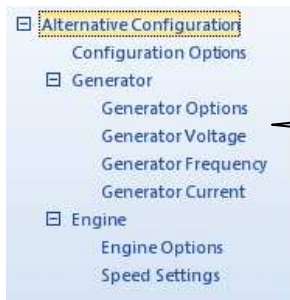 Alternative Configuration
Configuration Options
Generator
Generator Options
Generator Voltage
Generator Frequency
Generator Current
Engine
Engine Options
Speed Settings